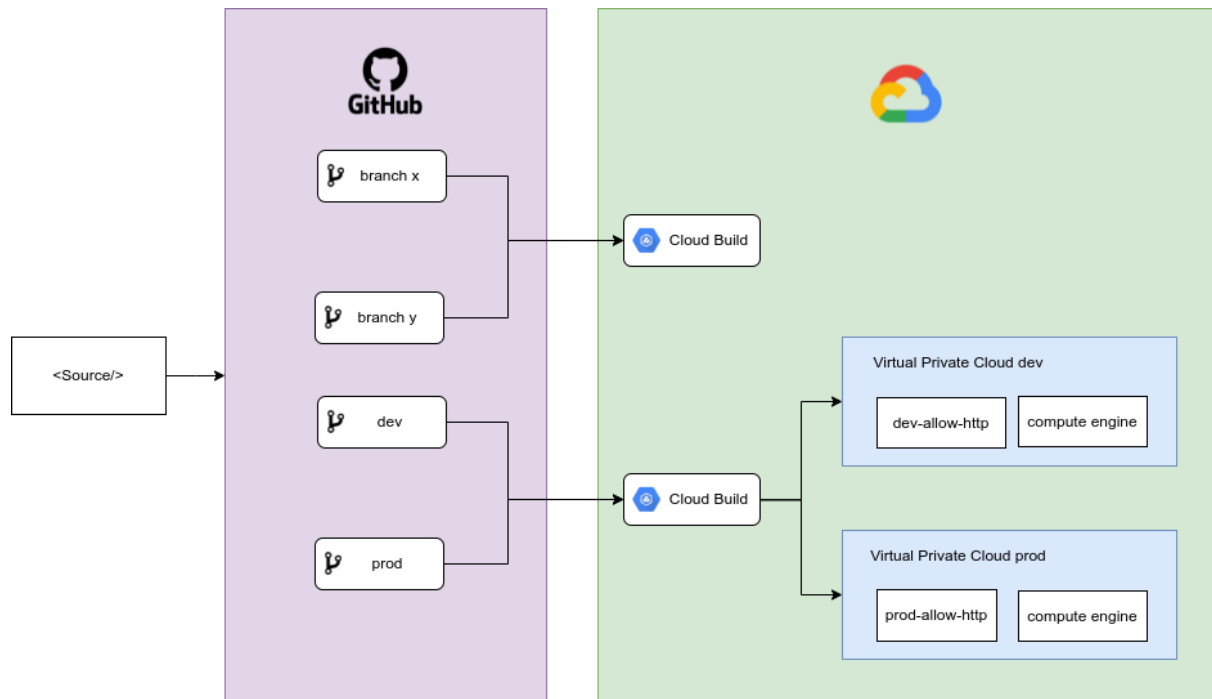 GitHub
branch x
Cloud Build
branch y
<Source/>
Virtual Private Cloud dev
dev-allow-http
compute engine
dev
Cloud Build
prod
Virtual Private Cloud prod
prod-allow-http
compute engine